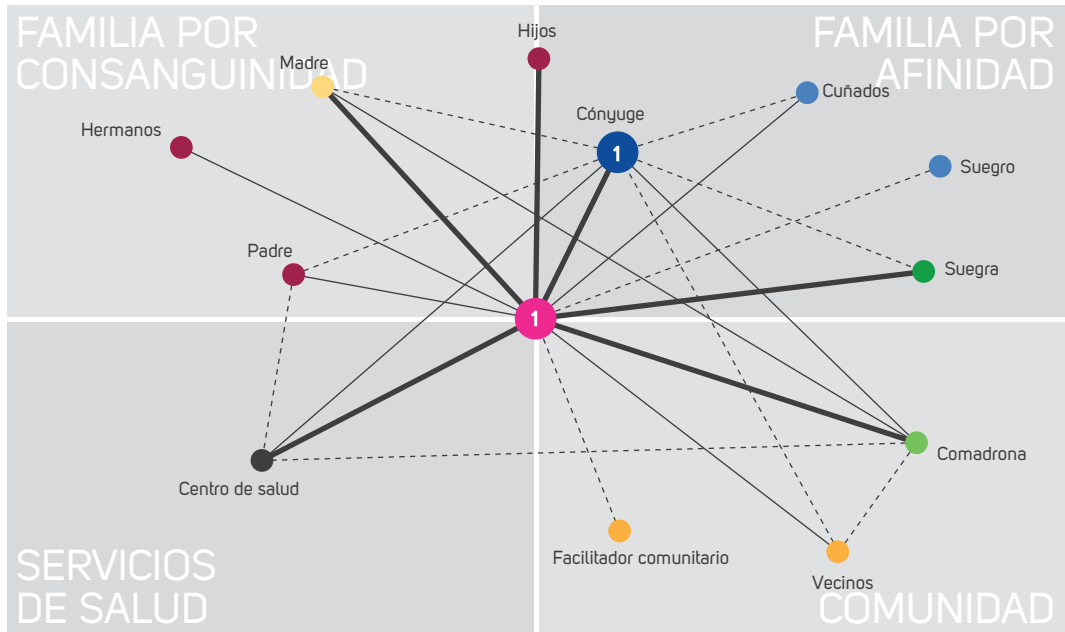 FAMILIA POR
CONSANGUINIDAD
FAMILIA POR
AFINIDAD
Hijos
Madre
Cuñados
Cónyuge
Hermanos
1
Suegro
Padre
Suegra
1
Comadrona
Centro de salud
Facilitador comunitario
Vecinos
SERVICIOS
DE SALUD
COMUNIDAD